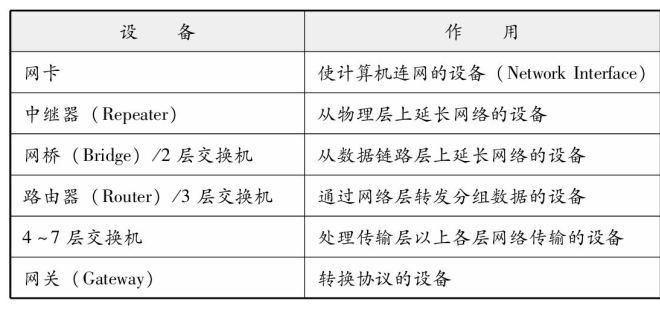 设 备 作 用
网卡 使计算机连网的设备（Network Interface）
中继器（Repeater） 从物理层上延长网络的设备
网桥（Bridge）/2 层交换机 从数据链路层上延长网络的设备
路由器（Router）/3 层交换机 通过网络层转发分组数据的设备
4~7 层交换机 处理传输层以上各层网络传输的设备
网关（Gateway） 转换协议的设备